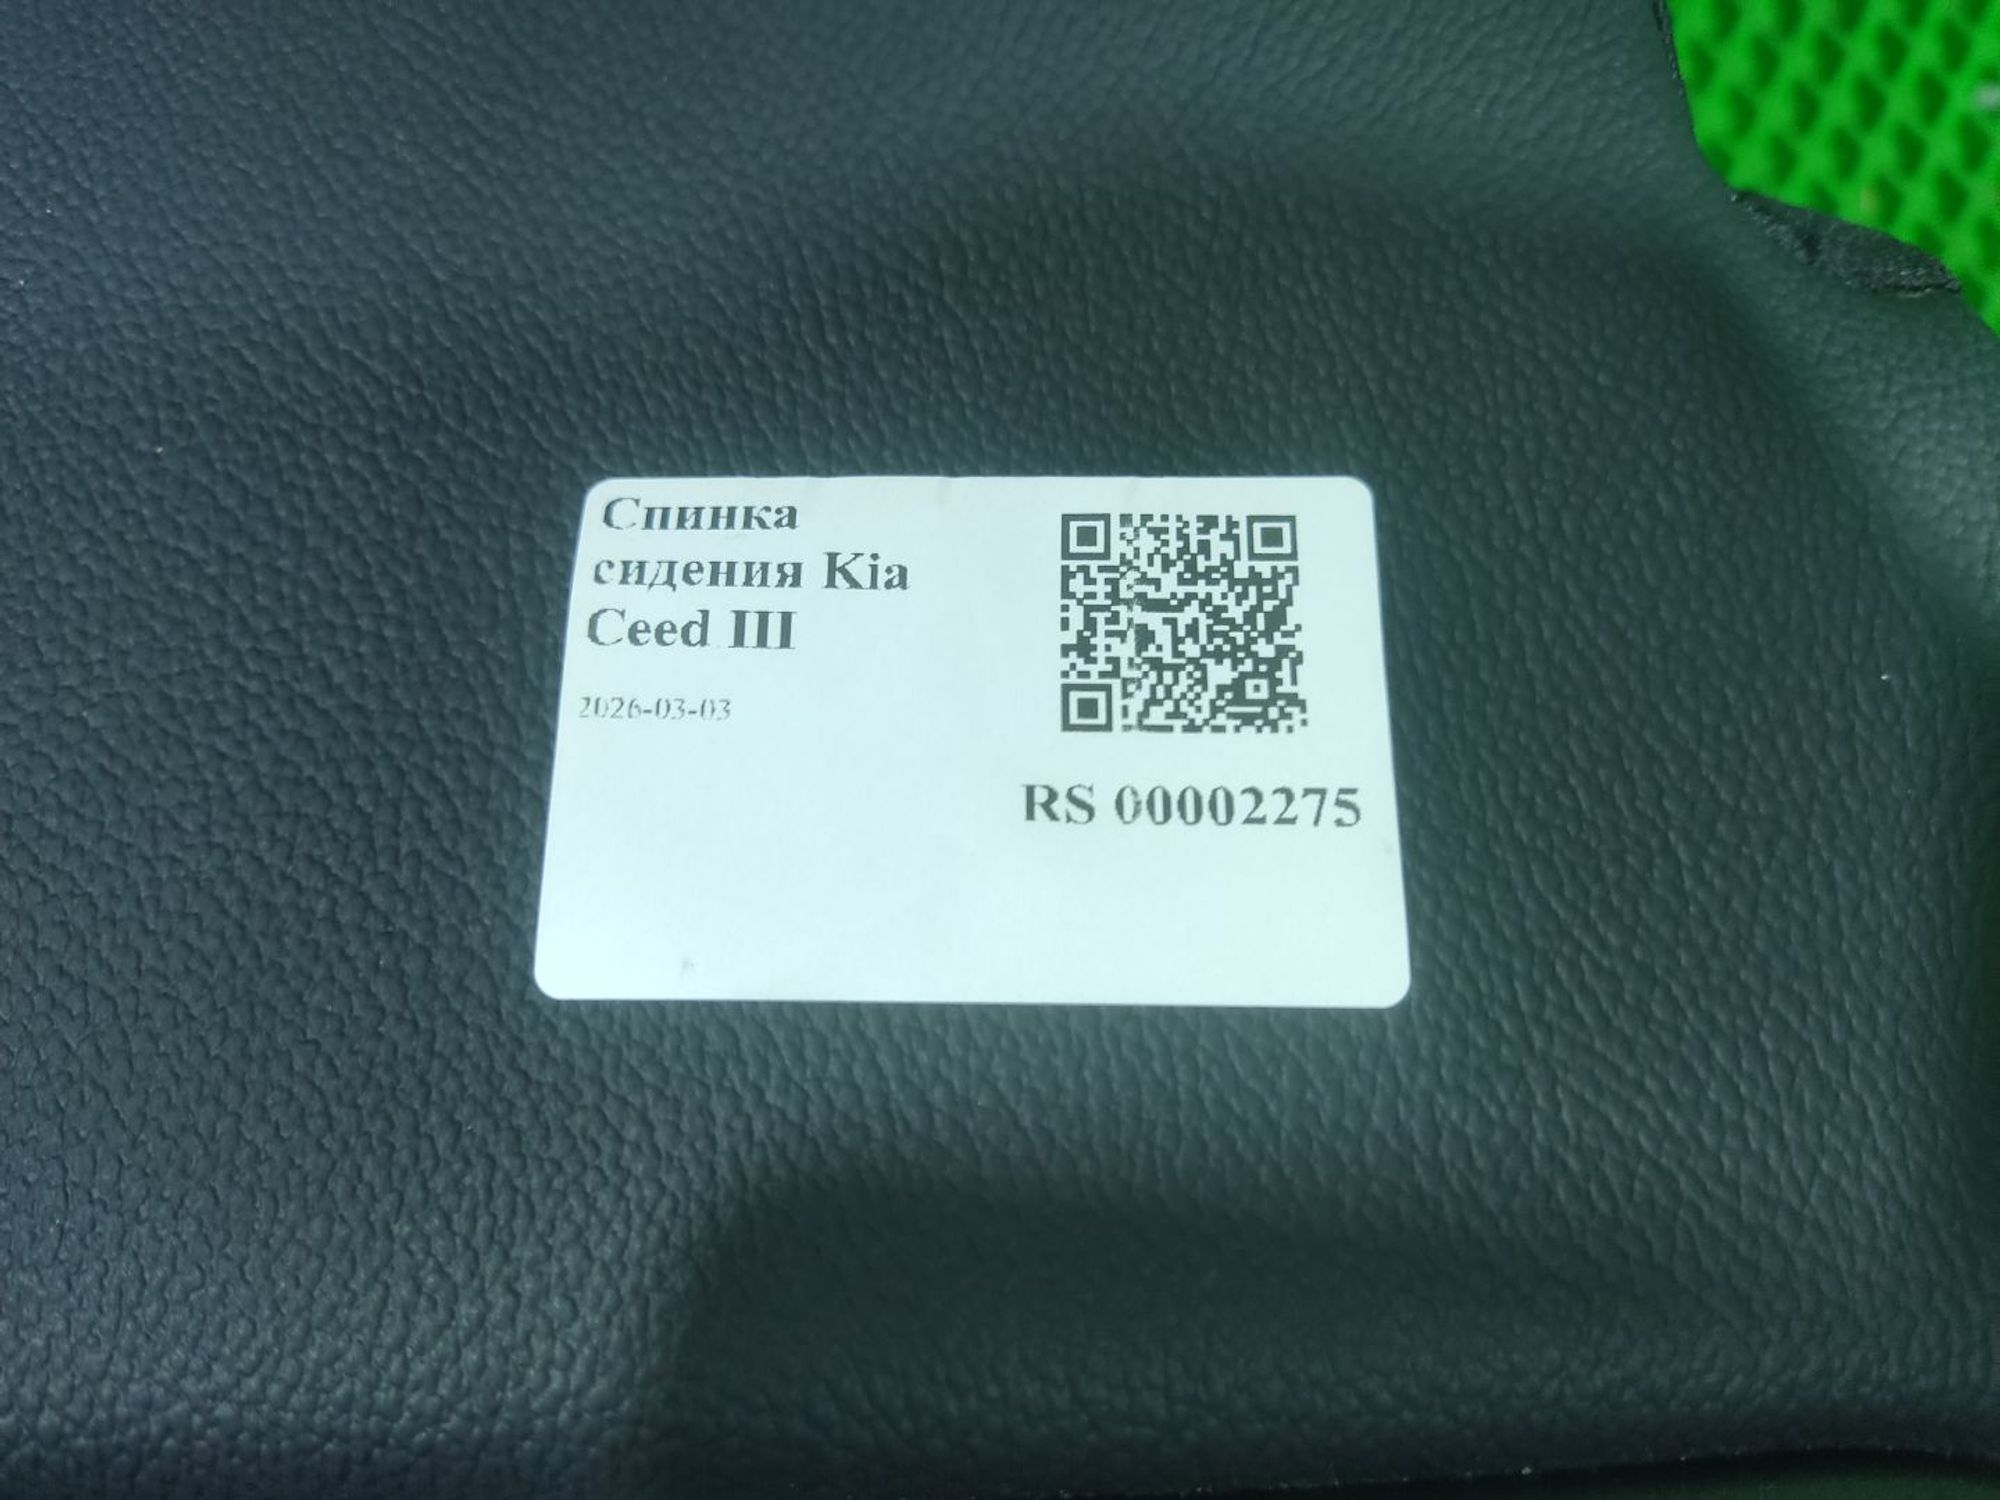 Спинка
сидения Kia
Ceed III
2026-03-03
RS 00002275